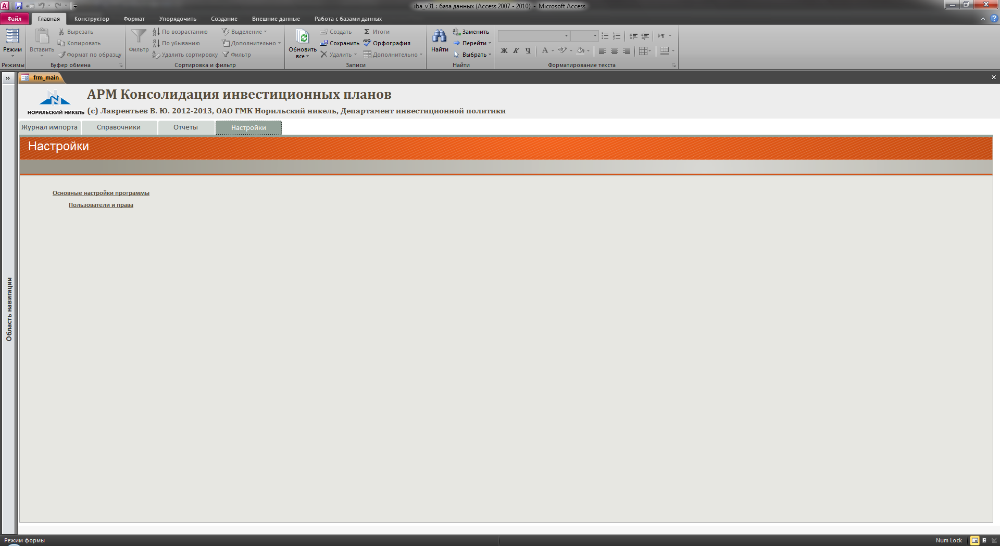 iba_v31 : база данных (Access 2007 - 2010) - Microsoft Access
Файл Главная Конструктор Формат Упорядочить Создание Внешние данные Работа с базами данных
Режим
Режимы
Вставить
Вырезать
Копировать
Формат по образцу
Буфер обмена
Фильтр
По возрастанию
По убыванию
Удалить сортировку
Выделение
Дополнительно
Фильтр
Сортировка и фильтр
Обновить
все
Создать
Сохранить
Удалить
Итоги
Орфография
Дополнительно
Записи
Найти
Заменить
Перейти
Выбрать
Найти
Ж К Ч
Форматирование текста
frm_main
НОРИЛЬСКИЙ НИКЕЛЬ
АРМ Консолидация инвестиционных планов
(с) Лаврентьев В. Ю. 2012-2013, ОАО ГМК Норильский никель, Департамент инвестиционной политики
Журнал импорта Справочники Отчеты Настройки
Настройки
Основные настройки программы
Пользователи и права
Область навигации
Режим формы
Num Lock